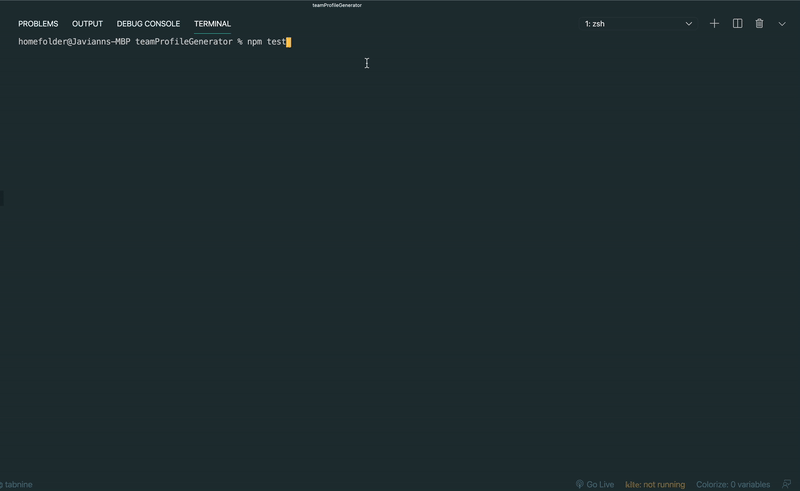 teamProfileGenerator
PROBLEMS OUTPUT DEBUG CONSOLE TERMINAL 1: zsh
homefolder@Javianns-MBP teamProfileGenerator % npm test
tabnine Go Live kite: not running Colorize: 0 variables